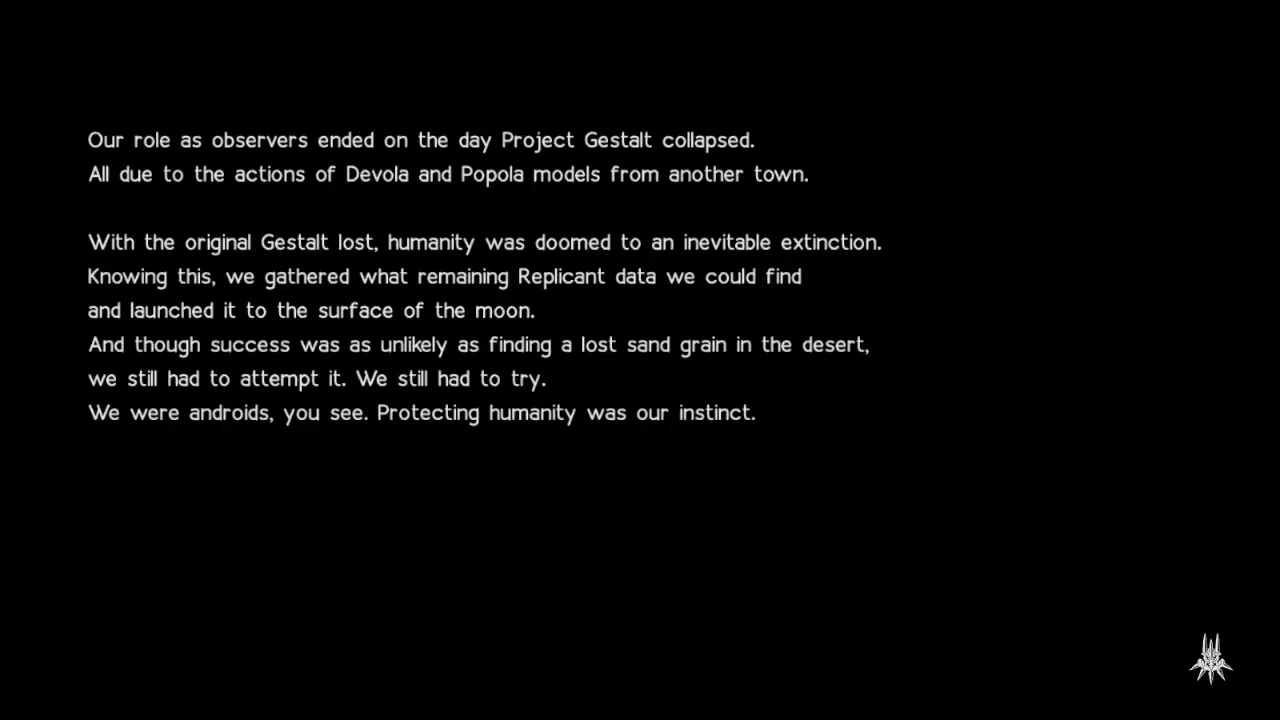 Our role as observers ended on the day Project Gestalt collapsed.
All due to the actions of Devola and Popola models from another town.
With the original Gestalt lost, humanity was doomed to an inevitable extinction.
Knowing this, we gathered what remaining Replicant data we could find
and launched it to the surface of the moon.
And though success was as unlikely as finding a lost sand grain in the desert,
we still had to attempt it. We still had to try.
We were androids, you see. Protecting humanity was our instinct.